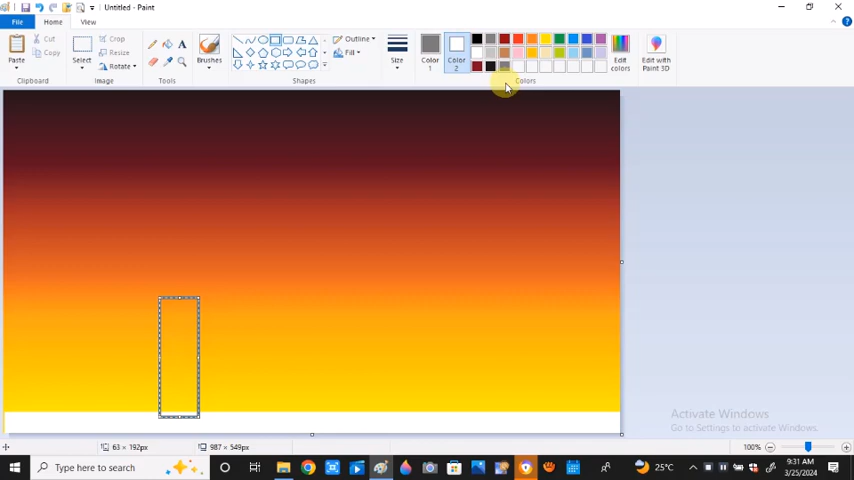 Untitled - Paint
File
Home
View
Paste
Cut
Copy
Clipboard
Select
Crop
Resize
Rotate
Image
A
Tools
Brushes
Outline
Fill
Shapes
Size
Color 1
Color 2
Edit colors
Colors
Edit with Paint 3D
Activate Windows
Go to Settings to activate Windows.
63 × 192px
987 × 549px
100%
Type here to search
25°C
9:31 AM
3/25/2024